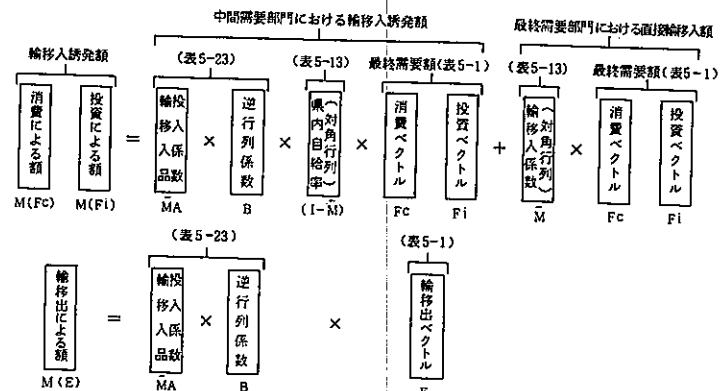 中間需要部門における輸移入誘発額
最終需要部門における直接輸移入額
輸移入誘発額
(表5-23)
(表5-13)
最終需要額(表5-1)
(表5-13)
最終需要額(表5-1)
消費による額
投資による額
=
輸移入品
投入係数
×
逆行列係数
×
県内自給率
(対角行列)
×
消費ベクトル
投資ベクトル
+
輸移入係数
(対角行列)
×
消費ベクトル
投資ベクトル
M(Fc)
M(Fi)
M̄A
B
(I-M̄)
Fc
Fi
M̄
Fc
Fi
(表5-23)
(表5-1)
輸移出による額
=
輸移入品
投入係数
×
逆行列係数
×
輸移出ベクトル
M(E)
M̄A
B